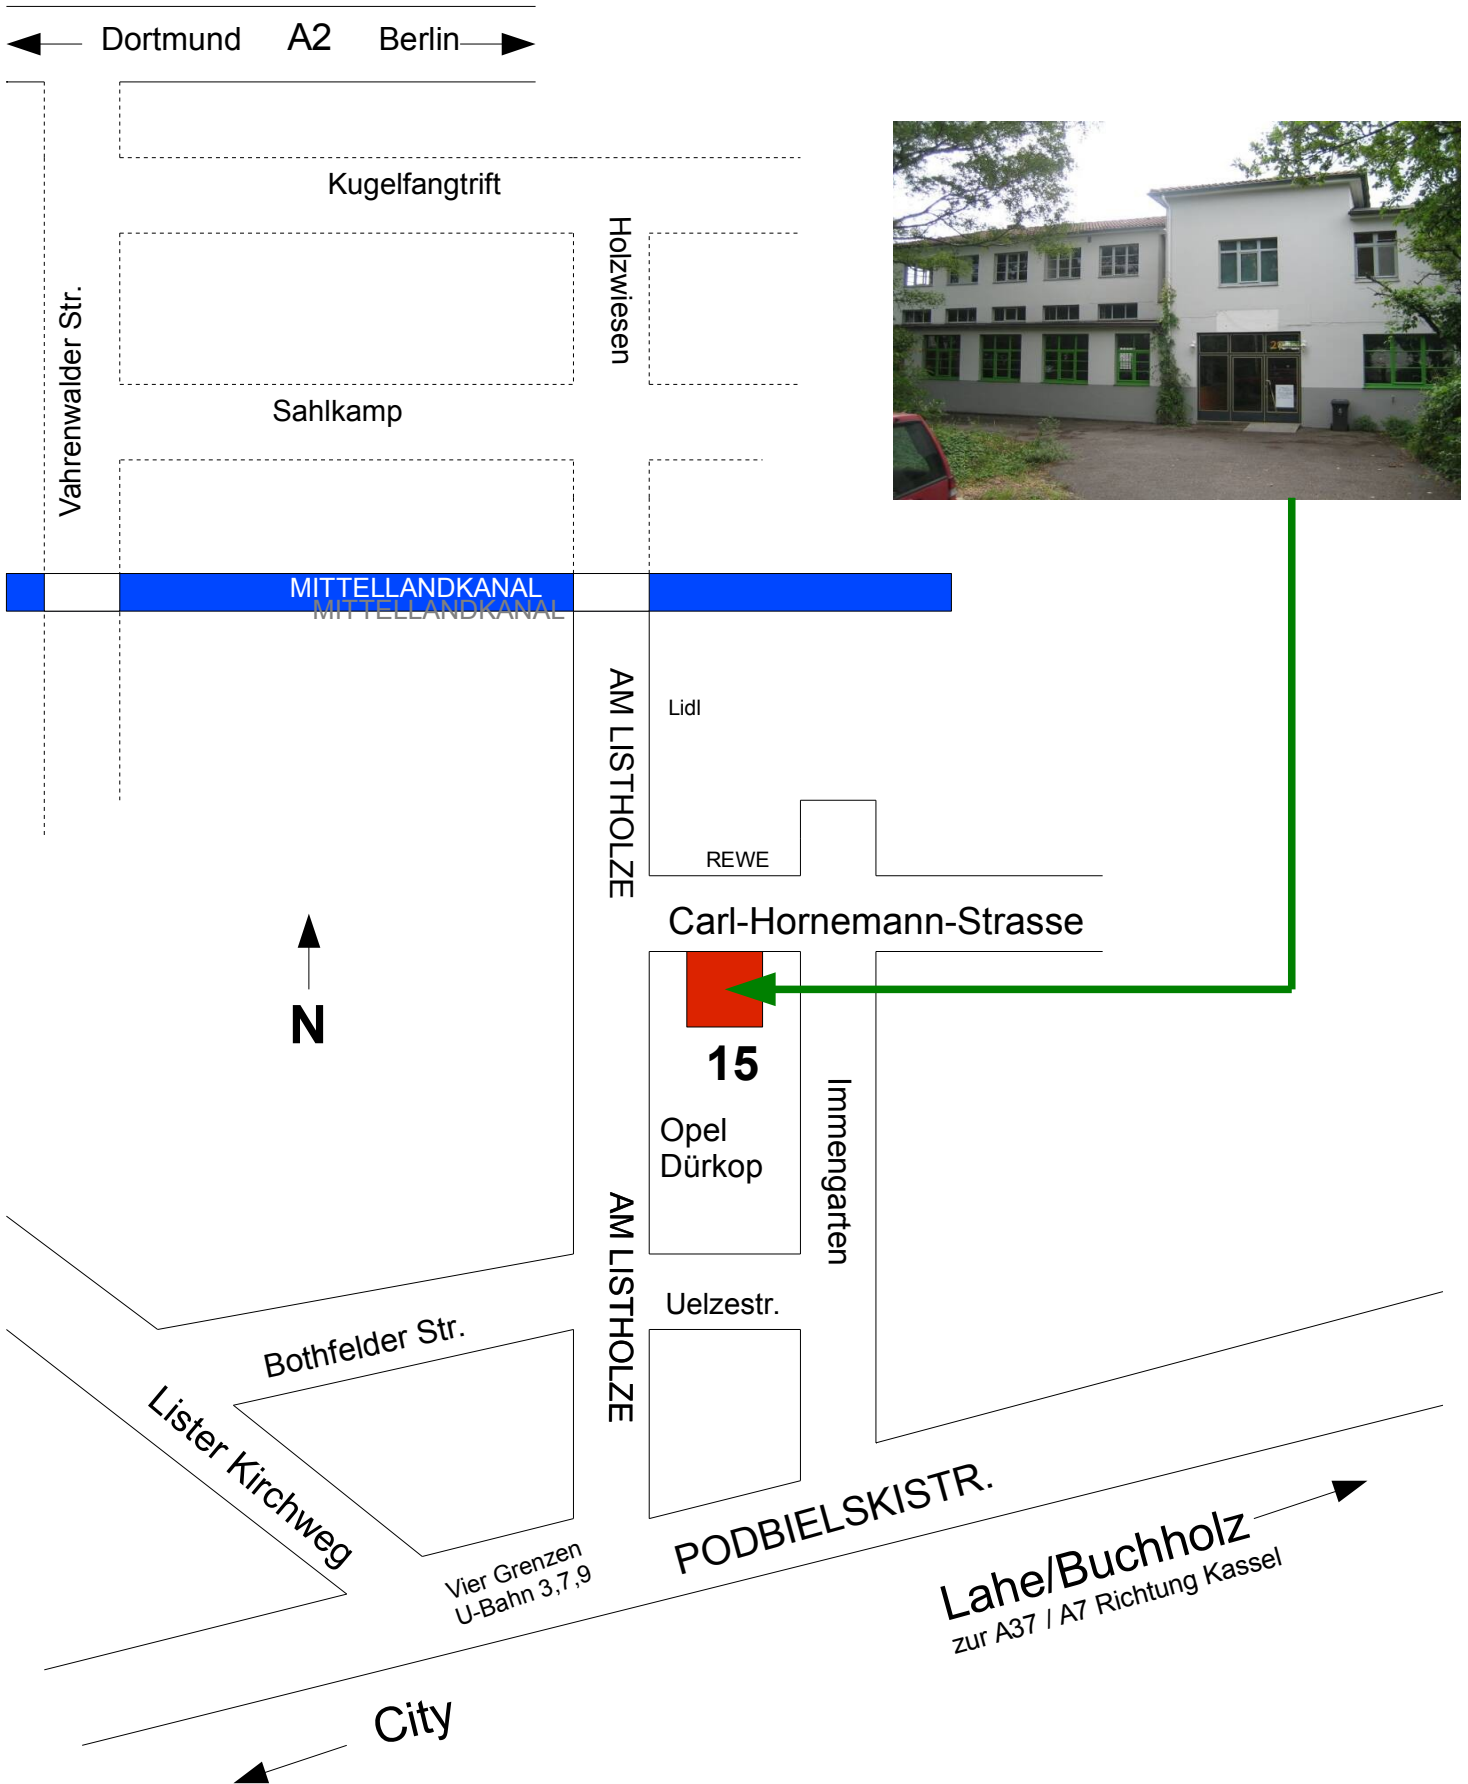 Dortmund A2 Berlin
Kugelfangtrift
Holzwiesen
Vahrenwalder Str.
Sahlkamp
MITTELLANDKANAL
MITTELLANDKANAL
AM LISTHOLZE
Lidl
REWE
Carl-Hornemann-Strasse
N
15
Opel
Dürkop
Immengarten
AM LISTHOLZE
Uelzestr.
Bothfelder Str.
Lister Kirchweg
PODBIELSKISTR.
Vier Grenzen
U-Bahn 3,7,9
Lahe/Buchholz
zur A37 / A7 Richtung Kassel
City